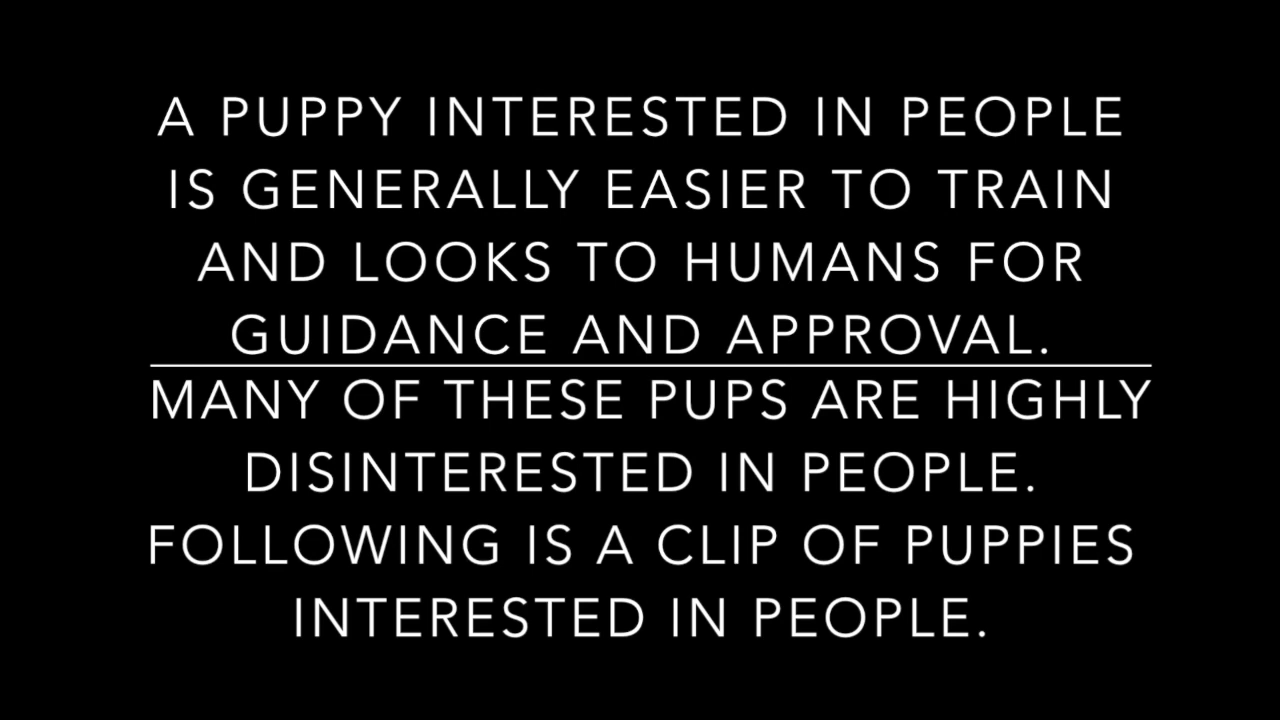 A PUPPY INTERESTED IN PEOPLE
IS GENERALLY EASIER TO TRAIN
AND LOOKS TO HUMANS FOR
GUIDANCE AND APPROVAL.
MANY OF THESE PUPS ARE HIGHLY
DISINTERESTED IN PEOPLE.
FOLLOWING IS A CLIP OF PUPPIES
INTERESTED IN PEOPLE.